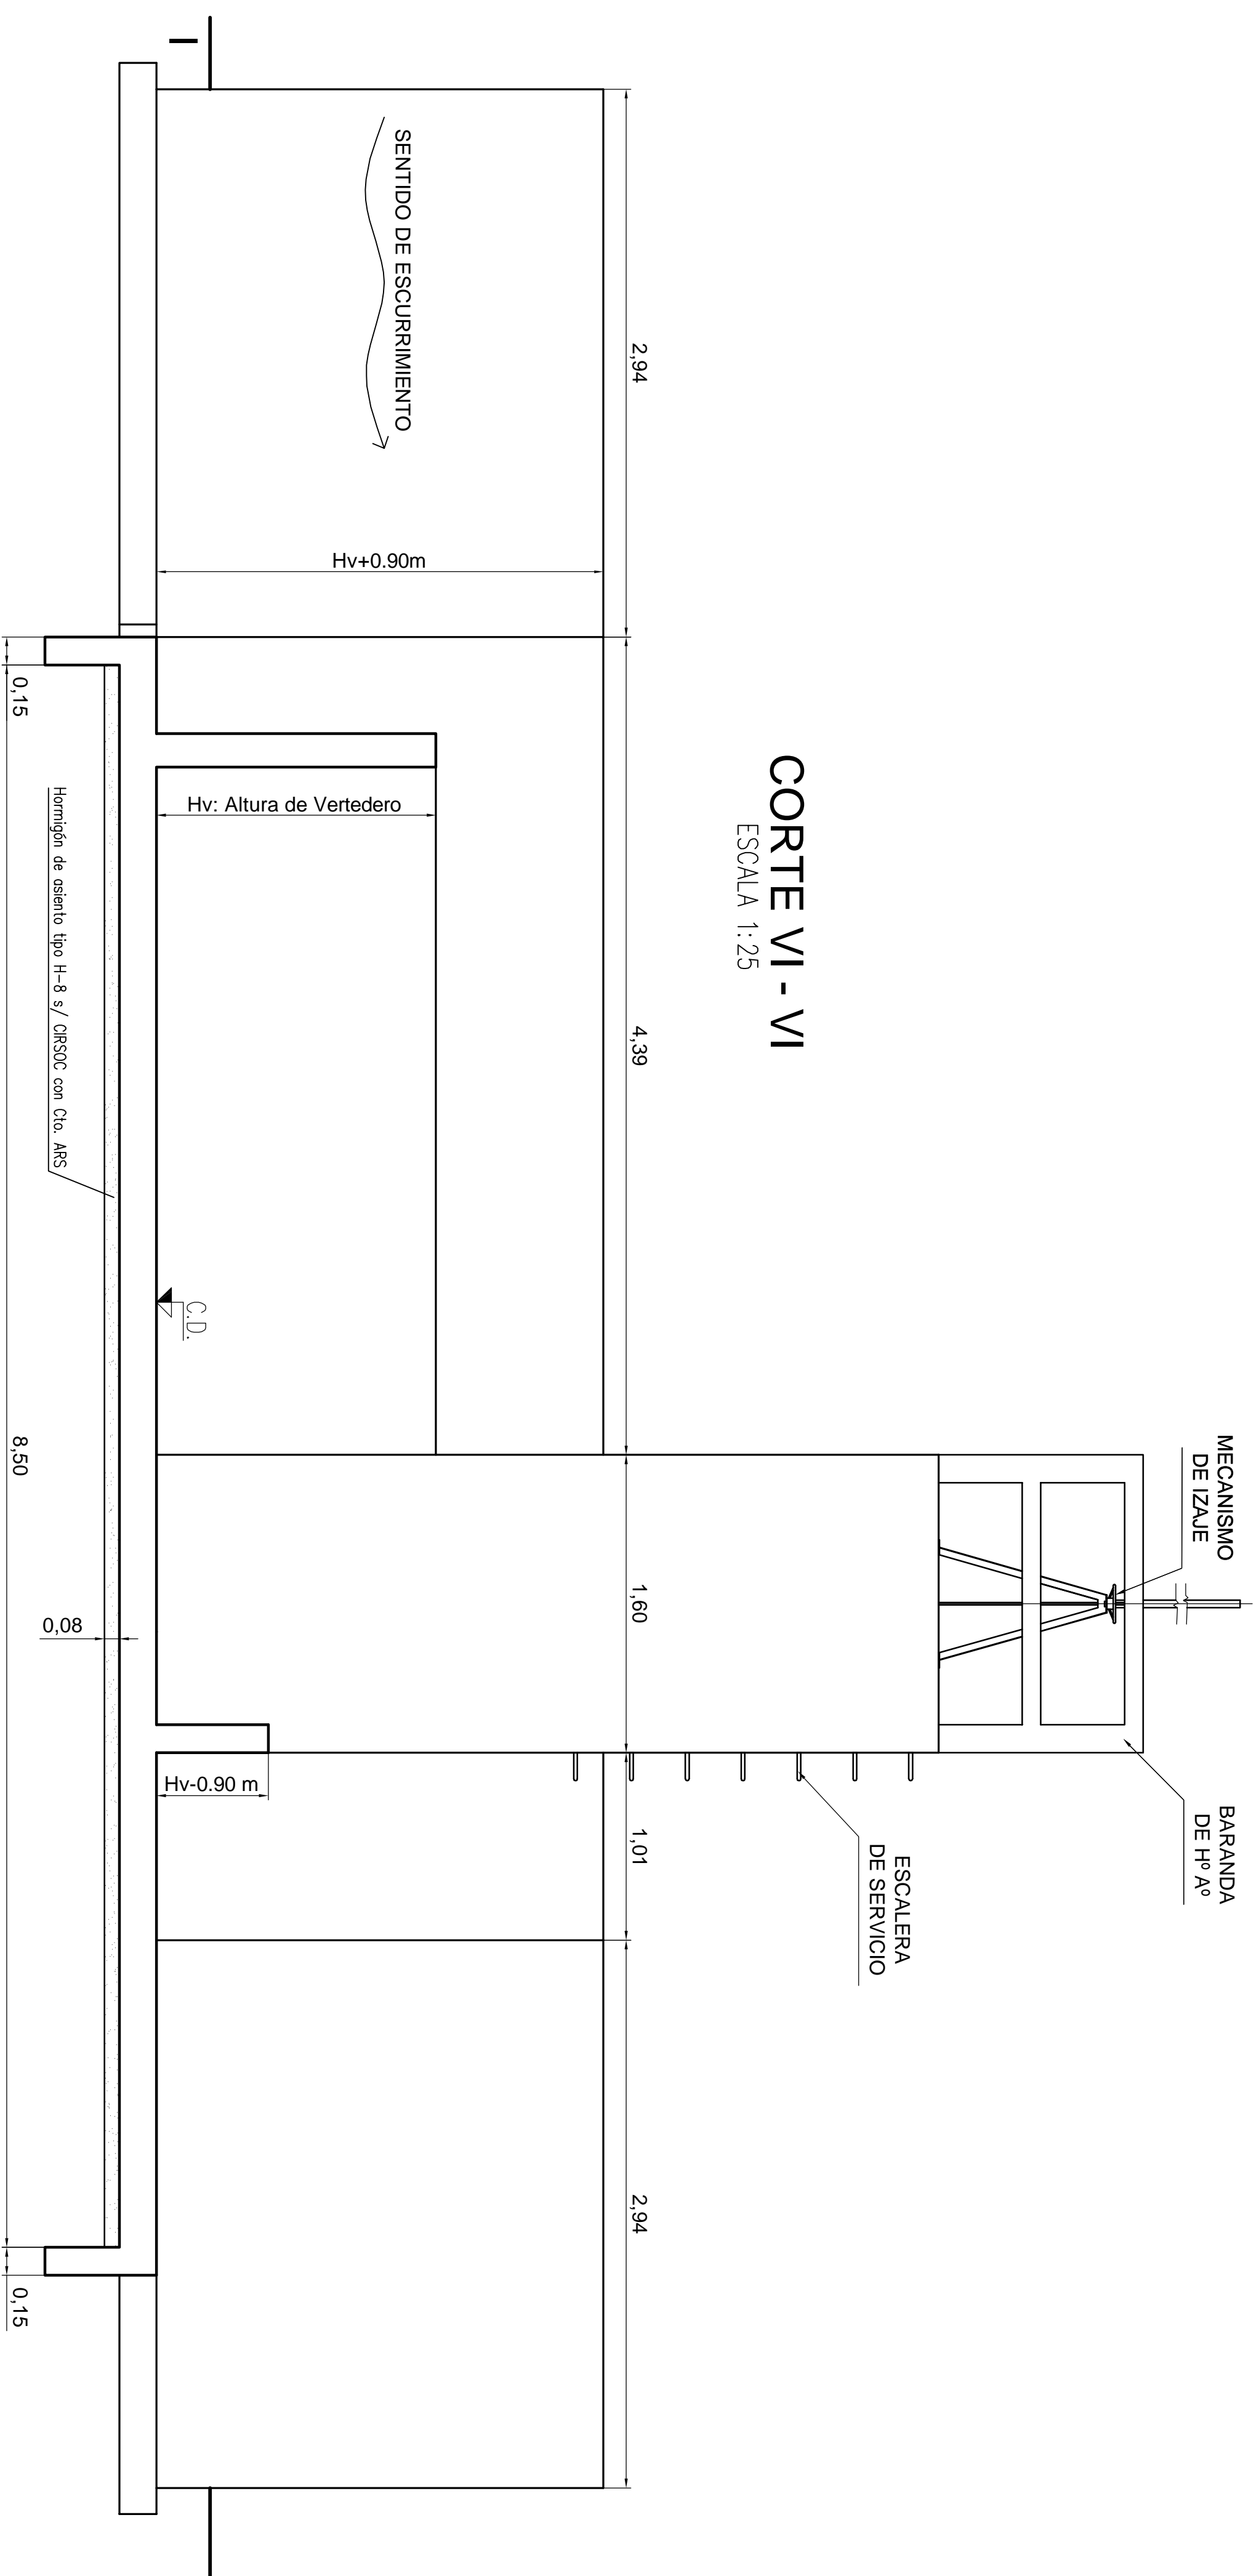 MECANISMO
DE IZAJE
BARANDA
DE Hº Aº
ESCALERA
DE SERVICIO
CORTE VI - VI
ESCALA 1:25
2,94
4,39
1,60
1,01
2,94
SENTIDO DE ESCURRIMIENTO
Hv+0.90m
Hv: Altura de Vertedero
C.D.
Hv-0.90 m
I
Hormigón de asiento tipo H-8 s/ CIRSOC con Cto. ARS
0,08
0,15
8,50
0,15